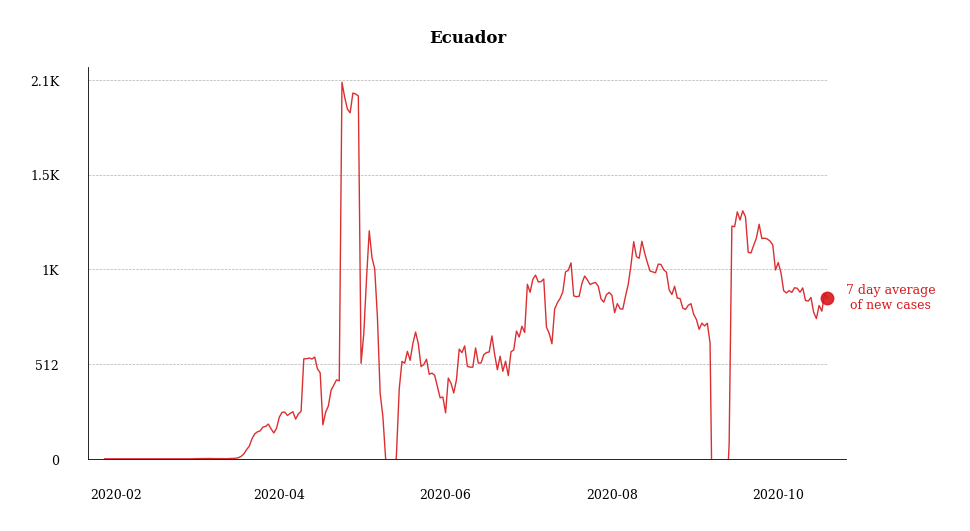 Ecuador
2.1K
1.5K
1K
512
0
7 day average
of new cases
2020-02
2020-04
2020-06
2020-08
2020-10